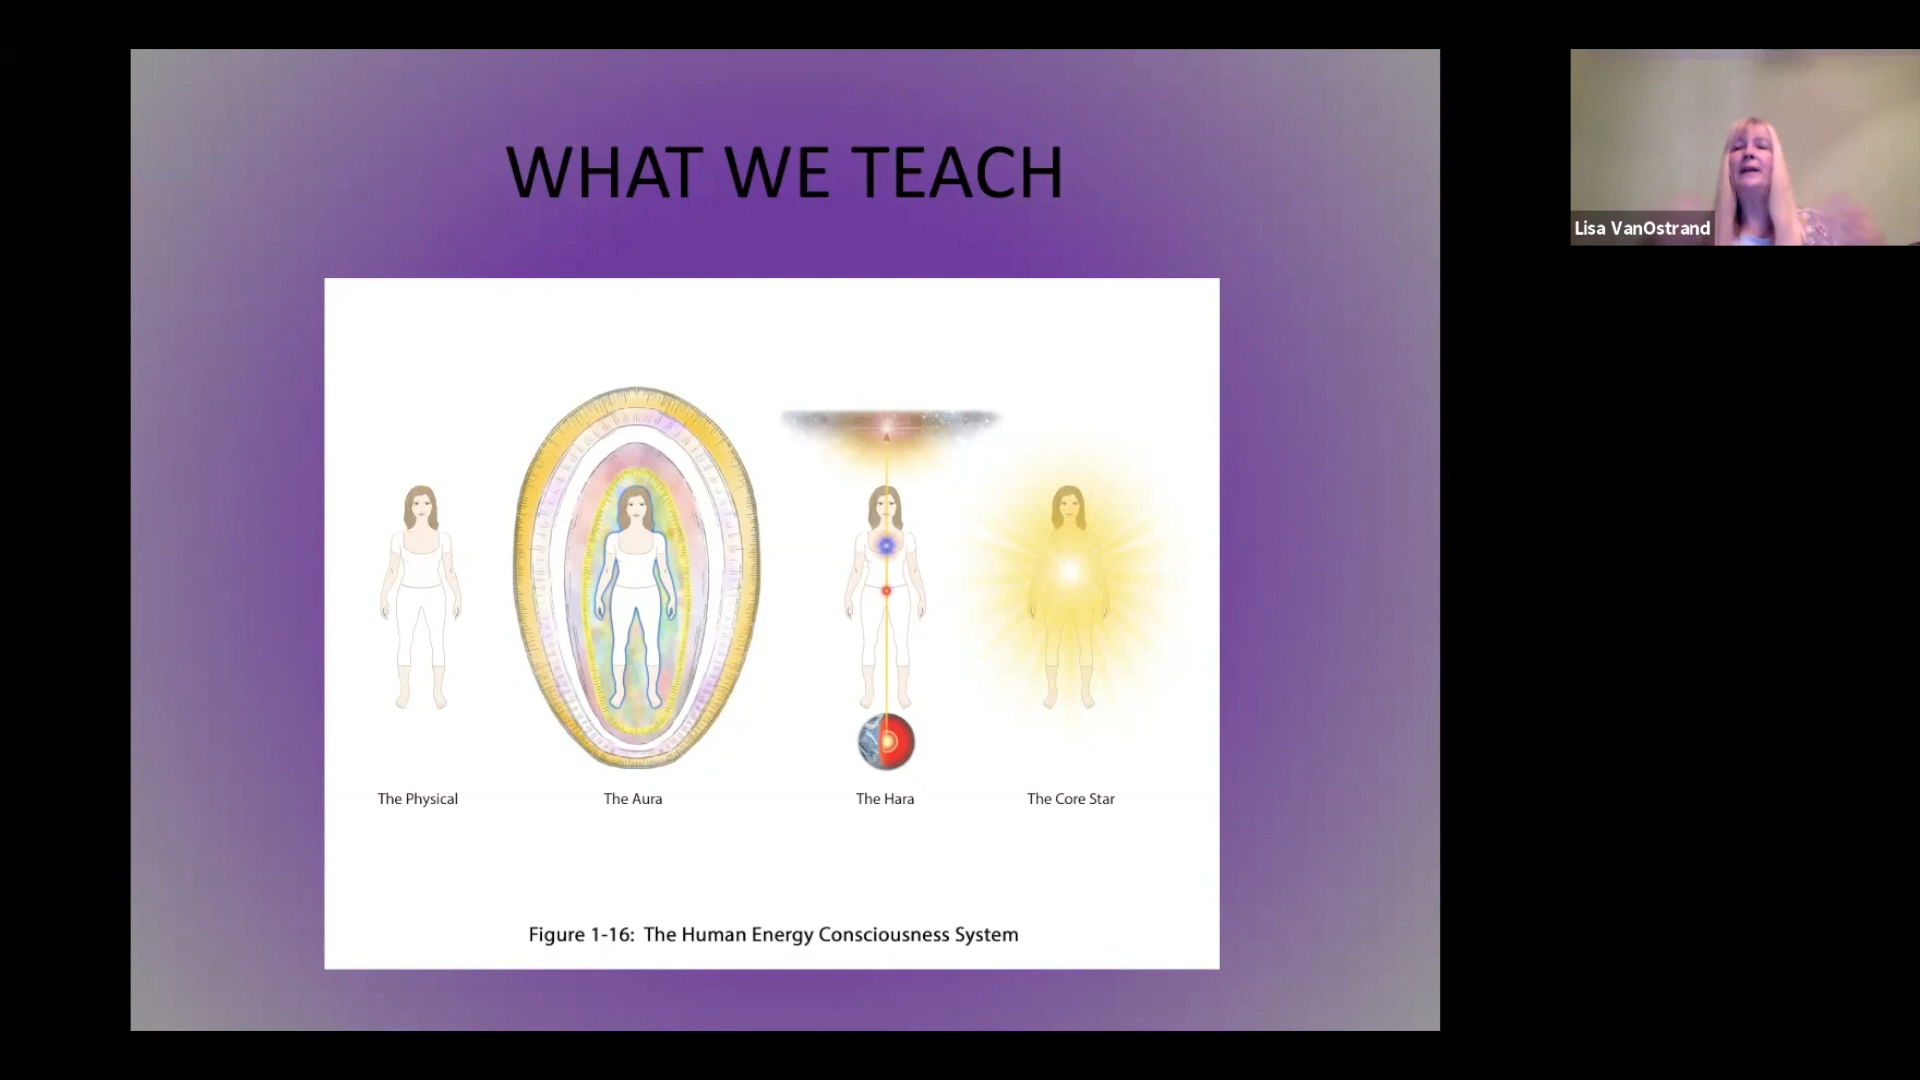 WHAT WE TEACH
Lisa VanOstrand
The Physical
The Aura
The Hara
The Core Star
Figure 1-16: The Human Energy Consciousness System